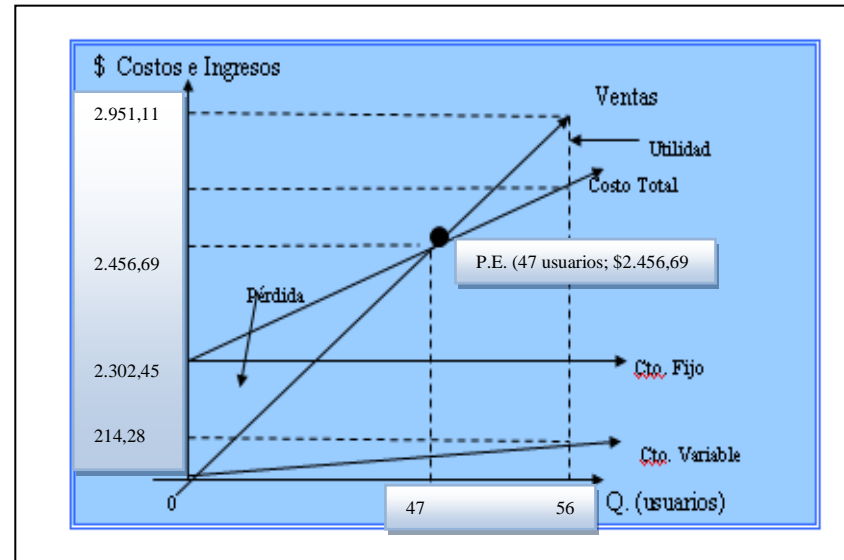 $ Costos e Ingresos
Ventas
2.951,11
Utilidad
Costo Total
2.456,69
P.E. (47 usuarios; $2.456,69
Pérdida
2.302,45
Cto. Fijo
214,28
Cto. Variable
0
47 56
Q. (usuarios)